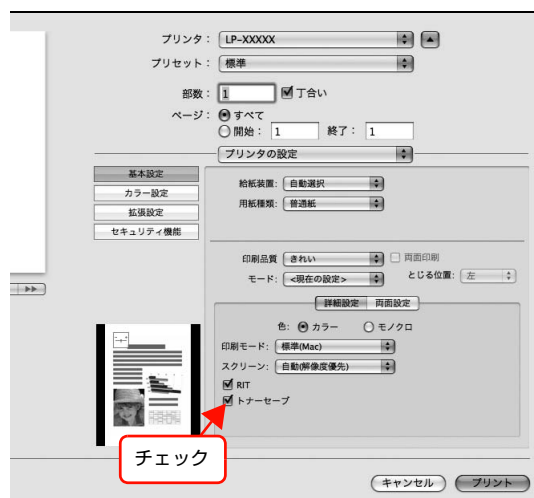 プリンタ： LP-XXXXX
プリセット： 標準
部数： 1 丁合い
ページ： すべて
開始： 1 終了： 1
プリンタの設定
基本設定
カラー設定
拡張設定
セキュリティ機能
給紙装置： 自動選択
用紙種類： 普通紙
印刷品質 きれい 両面印刷
モード： <現在の設定> とじる位置： 左
詳細設定 両面設定
色： カラー モノクロ
印刷モード： 標準(Mac)
スクリーン： 自動(解像度優先)
RIT
トナーセーブ
チェック
キャンセル プリント